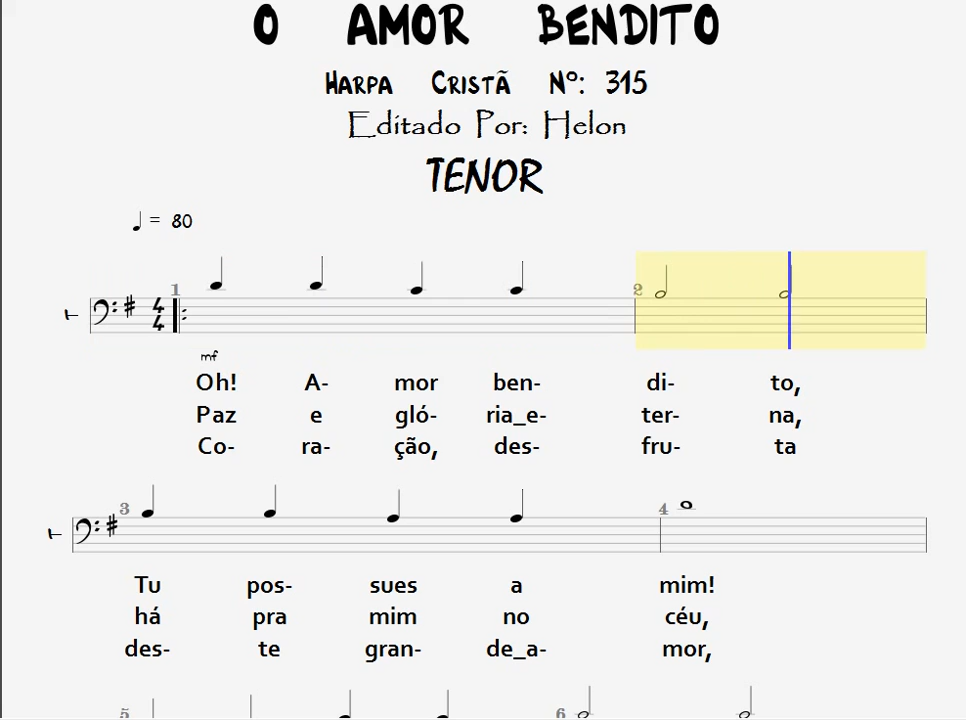 O AMOR BENDITO
HARPA CRISTÃ Nº: 315
Editado Por: Helon
TENOR
= 80
1 2
T
4
4
mf
Oh! A- mor ben- di- to,
Paz e gló- ria_e- ter- na,
Co- ra- ção, des- fru- ta
3 4
T
Tu pos- sues a mim!
há pra mim no céu,
des- te gran- de_a- mor,
5 6